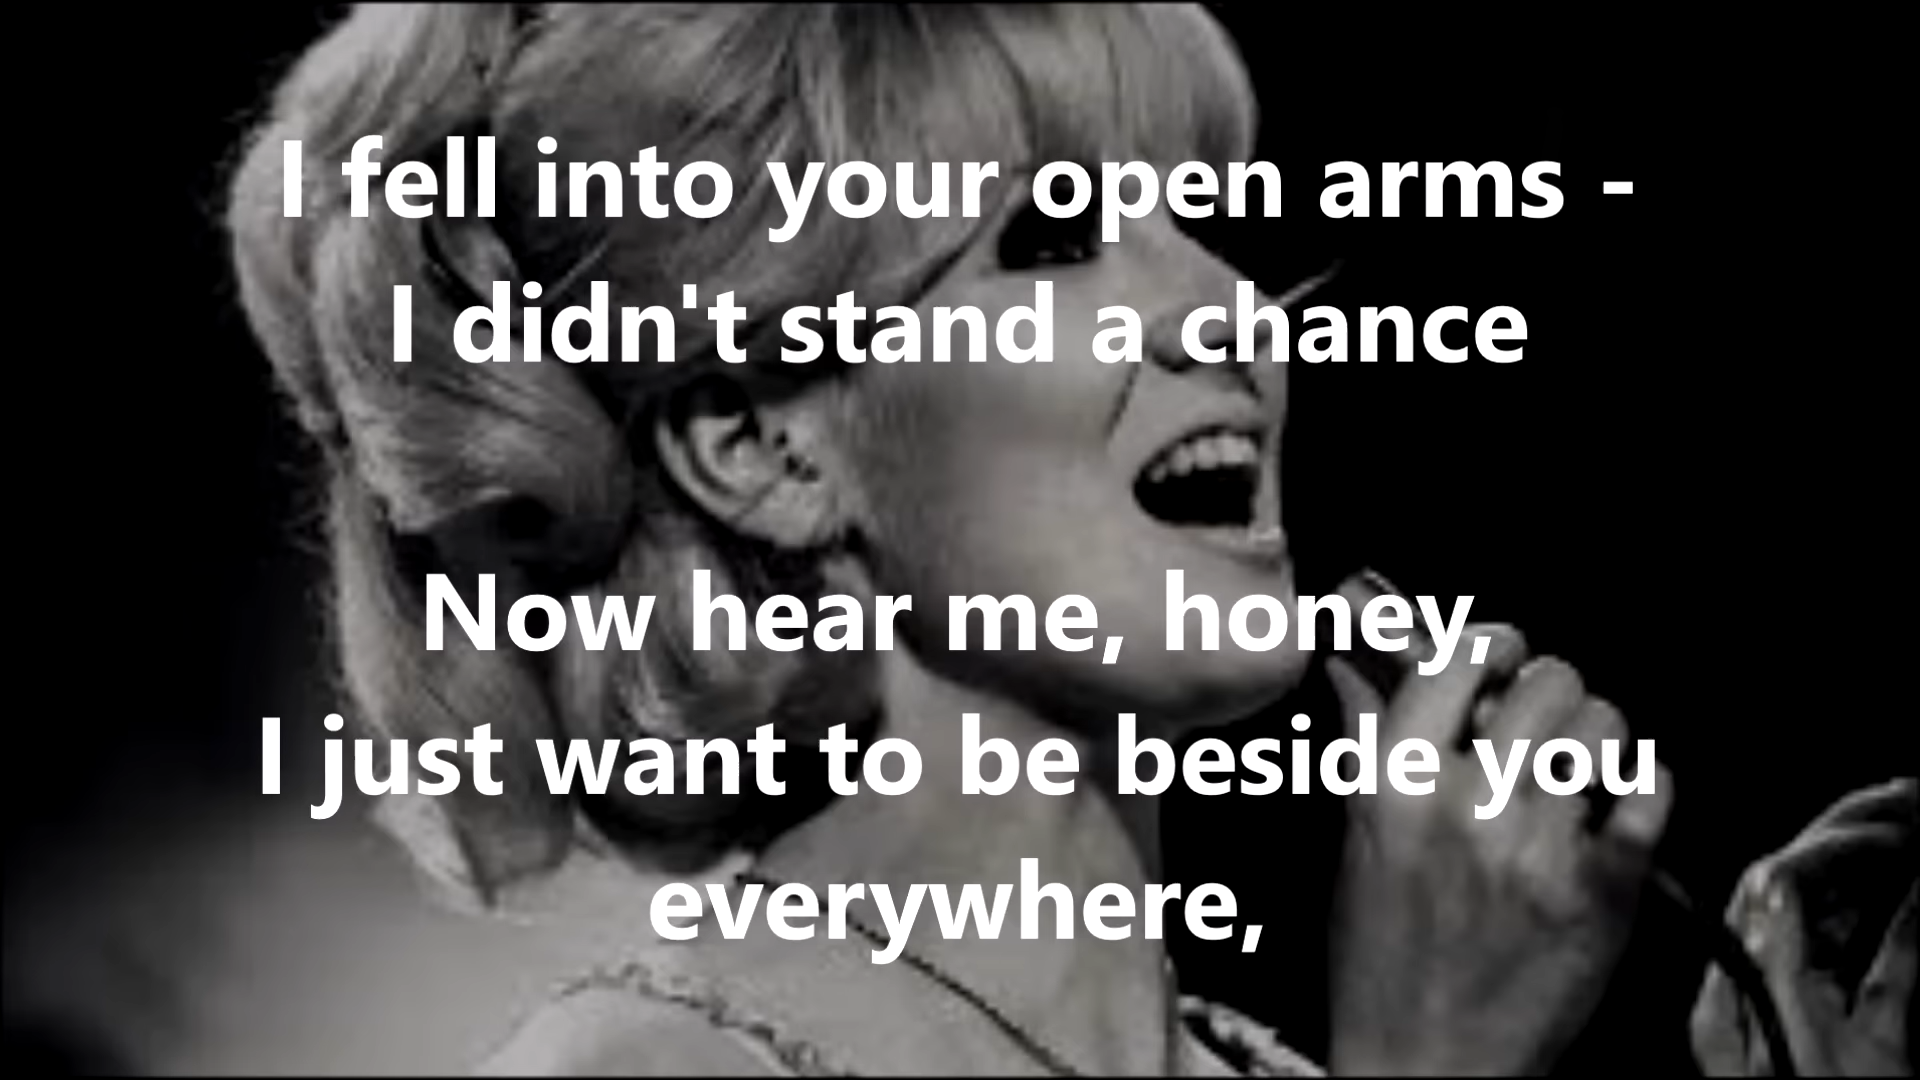 I fell into your open arms -
I didn't stand a chance
Now hear me, honey,
I just want to be beside you
everywhere,